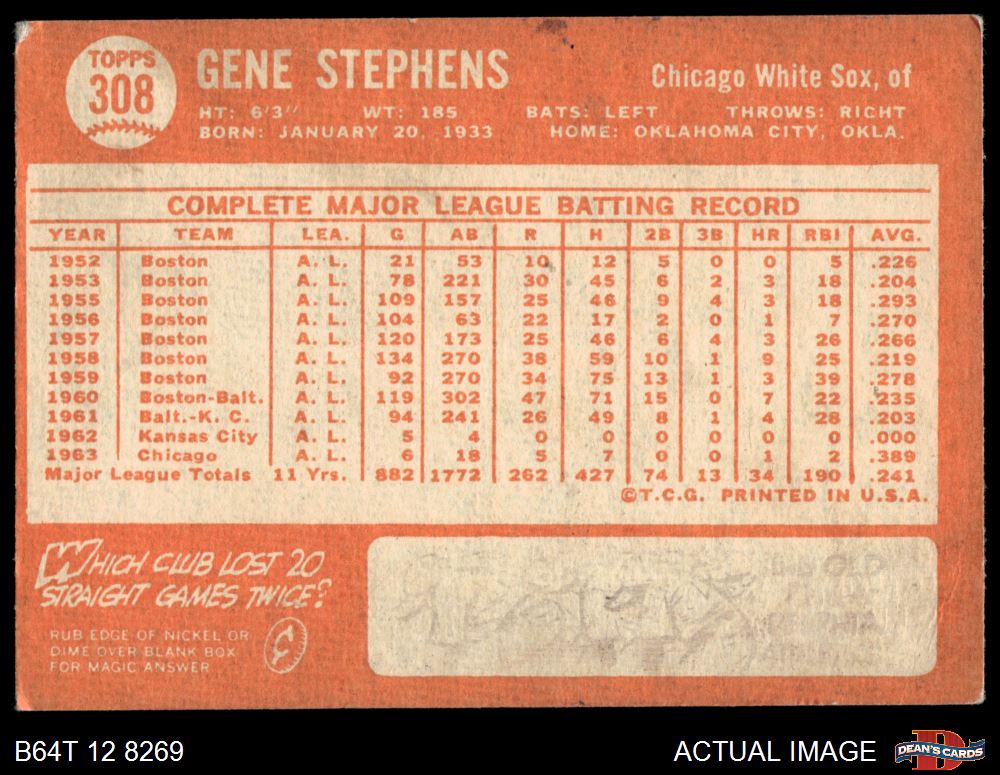 TOPPS
308
GENE STEPHENS
Chicago White Sox, of
HT: 6'3" WT: 185 BATS: LEFT THROWS: RIGHT
BORN: JANUARY 20, 1933 HOME: OKLAHOMA CITY, OKLA.
COMPLETE MAJOR LEAGUE BATTING RECORD
YEAR TEAM LEA. G AB R H 2B 3B HR RBI AVG.
1952 Boston A. L. 21 53 10 12 5 0 0 5 .226
1953 Boston A. L. 78 221 30 45 6 2 3 18 .204
1955 Boston A. L. 109 157 25 46 9 4 3 18 .293
1956 Boston A. L. 104 63 22 17 2 0 1 7 .270
1957 Boston A. L. 120 173 25 46 6 4 3 26 .266
1958 Boston A. L. 134 270 38 59 10 1 9 25 .219
1959 Boston A. L. 92 270 34 75 13 1 3 39 .278
1960 Boston-Balt. A. L. 119 302 47 71 15 0 7 22 .235
1961 Balt.-K. C. A. L. 94 241 26 49 8 1 4 28 .203
1962 Kansas City A. L. 5 4 0 0 0 0 0 0 .000
1963 Chicago A. L. 6 18 5 7 0 0 1 2 .389
Major League Totals 11 Yrs. 882 1772 262 427 74 13 34 190 .241
©T.C.G. PRINTED IN U.S.A.
WHICH CLUB LOST 20
STRAIGHT GAMES TWICE?
RUB EDGE OF NICKEL OR
DIME OVER BLANK BOX
FOR MAGIC ANSWER
B64T 12 8269
ACTUAL IMAGE
DEAN'S CARDS